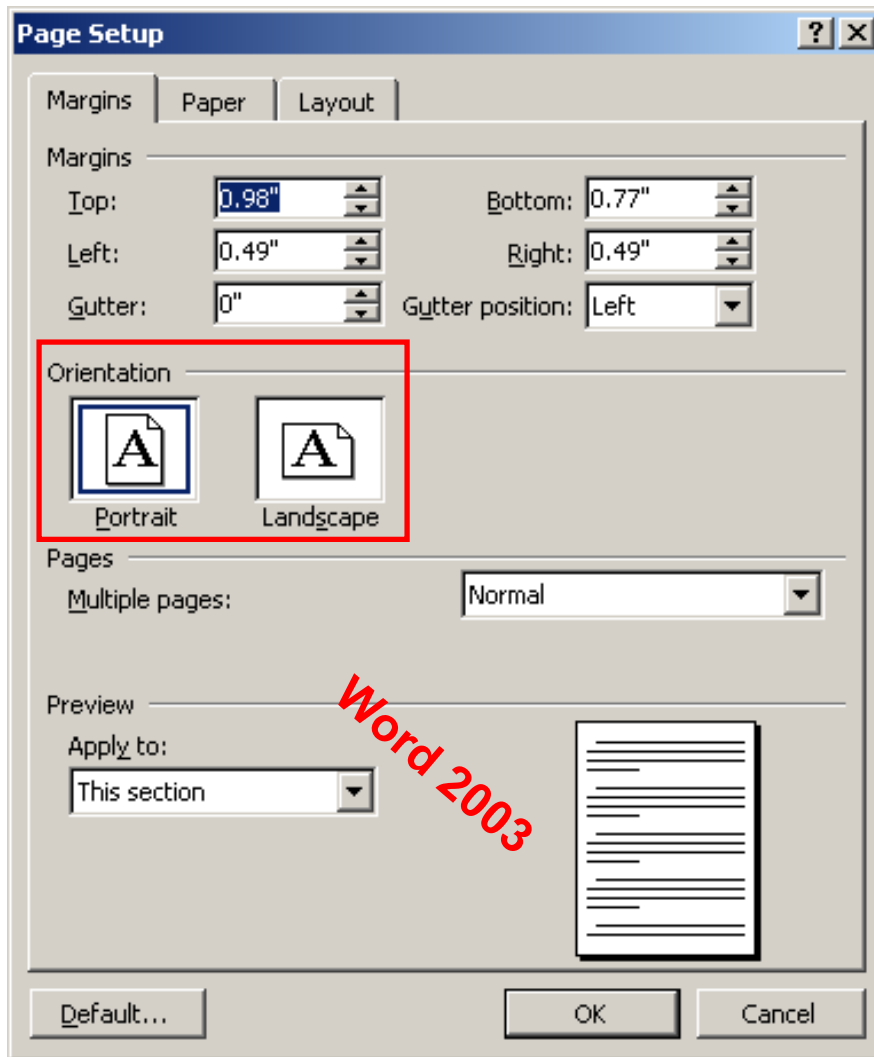 Page Setup
Margins Paper Layout
Margins
Top: 0.98" Bottom: 0.77"
Left: 0.49" Right: 0.49"
Gutter: 0" Gutter position: Left
Orientation
A A
Portrait Landscape
Pages
Multiple pages: Normal
Preview
Apply to:
This section
Word 2003
Default... OK Cancel